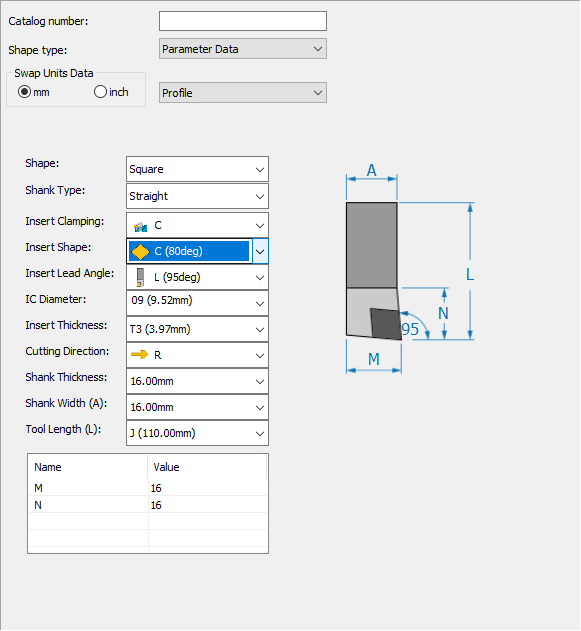 Catalog number:
Shape type: Parameter Data
Swap Units Data
mm inch Profile
Shape: Square
Shank Type: Straight
Insert Clamping: C
Insert Shape: C (80deg)
Insert Lead Angle: L (95deg)
IC Diameter: 09 (9.52mm)
Insert Thickness: T3 (3.97mm)
Cutting Direction: R
Shank Thickness: 16.00mm
Shank Width (A): 16.00mm
Tool Length (L): J (110.00mm)
Name Value
M 16
N 16
A
L
N
95
M